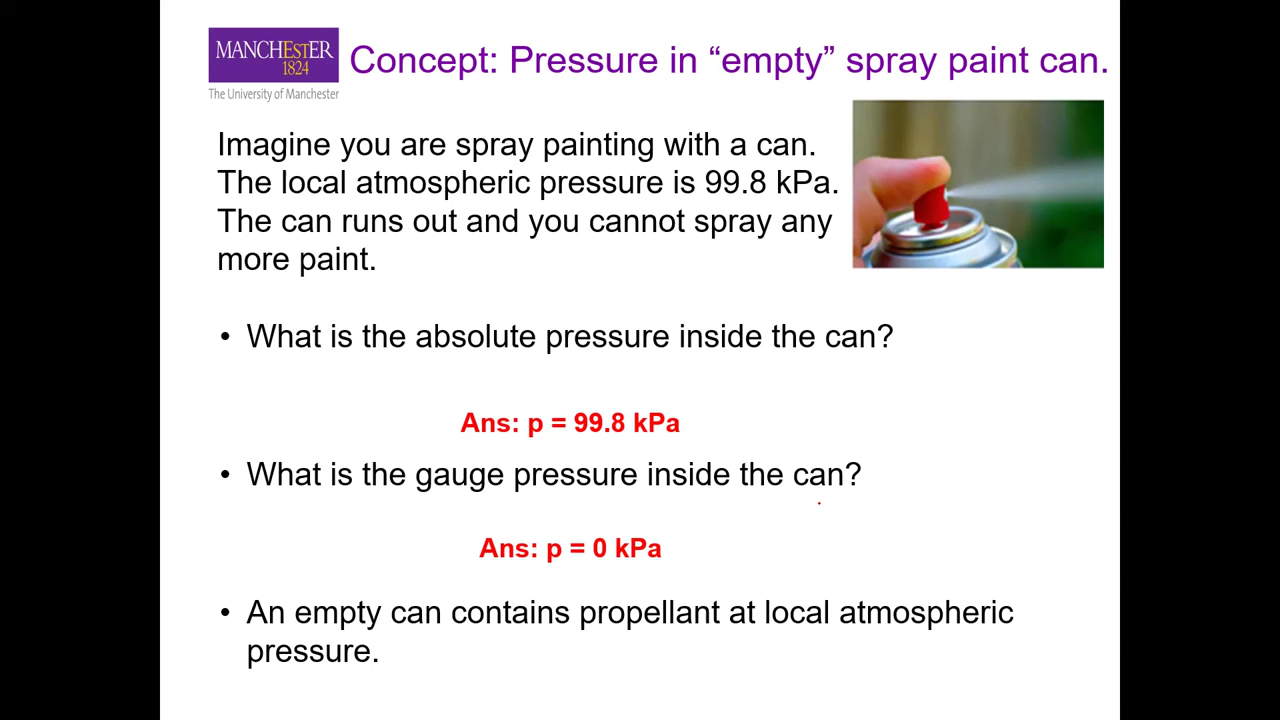 MANCHESTER
1824
The University of Manchester
Concept: Pressure in “empty” spray paint can.
Imagine you are spray painting with a can.
The local atmospheric pressure is 99.8 kPa.
The can runs out and you cannot spray any
more paint.
• What is the absolute pressure inside the can?
Ans: p = 99.8 kPa
• What is the gauge pressure inside the can?
Ans: p = 0 kPa
• An empty can contains propellant at local atmospheric
pressure.